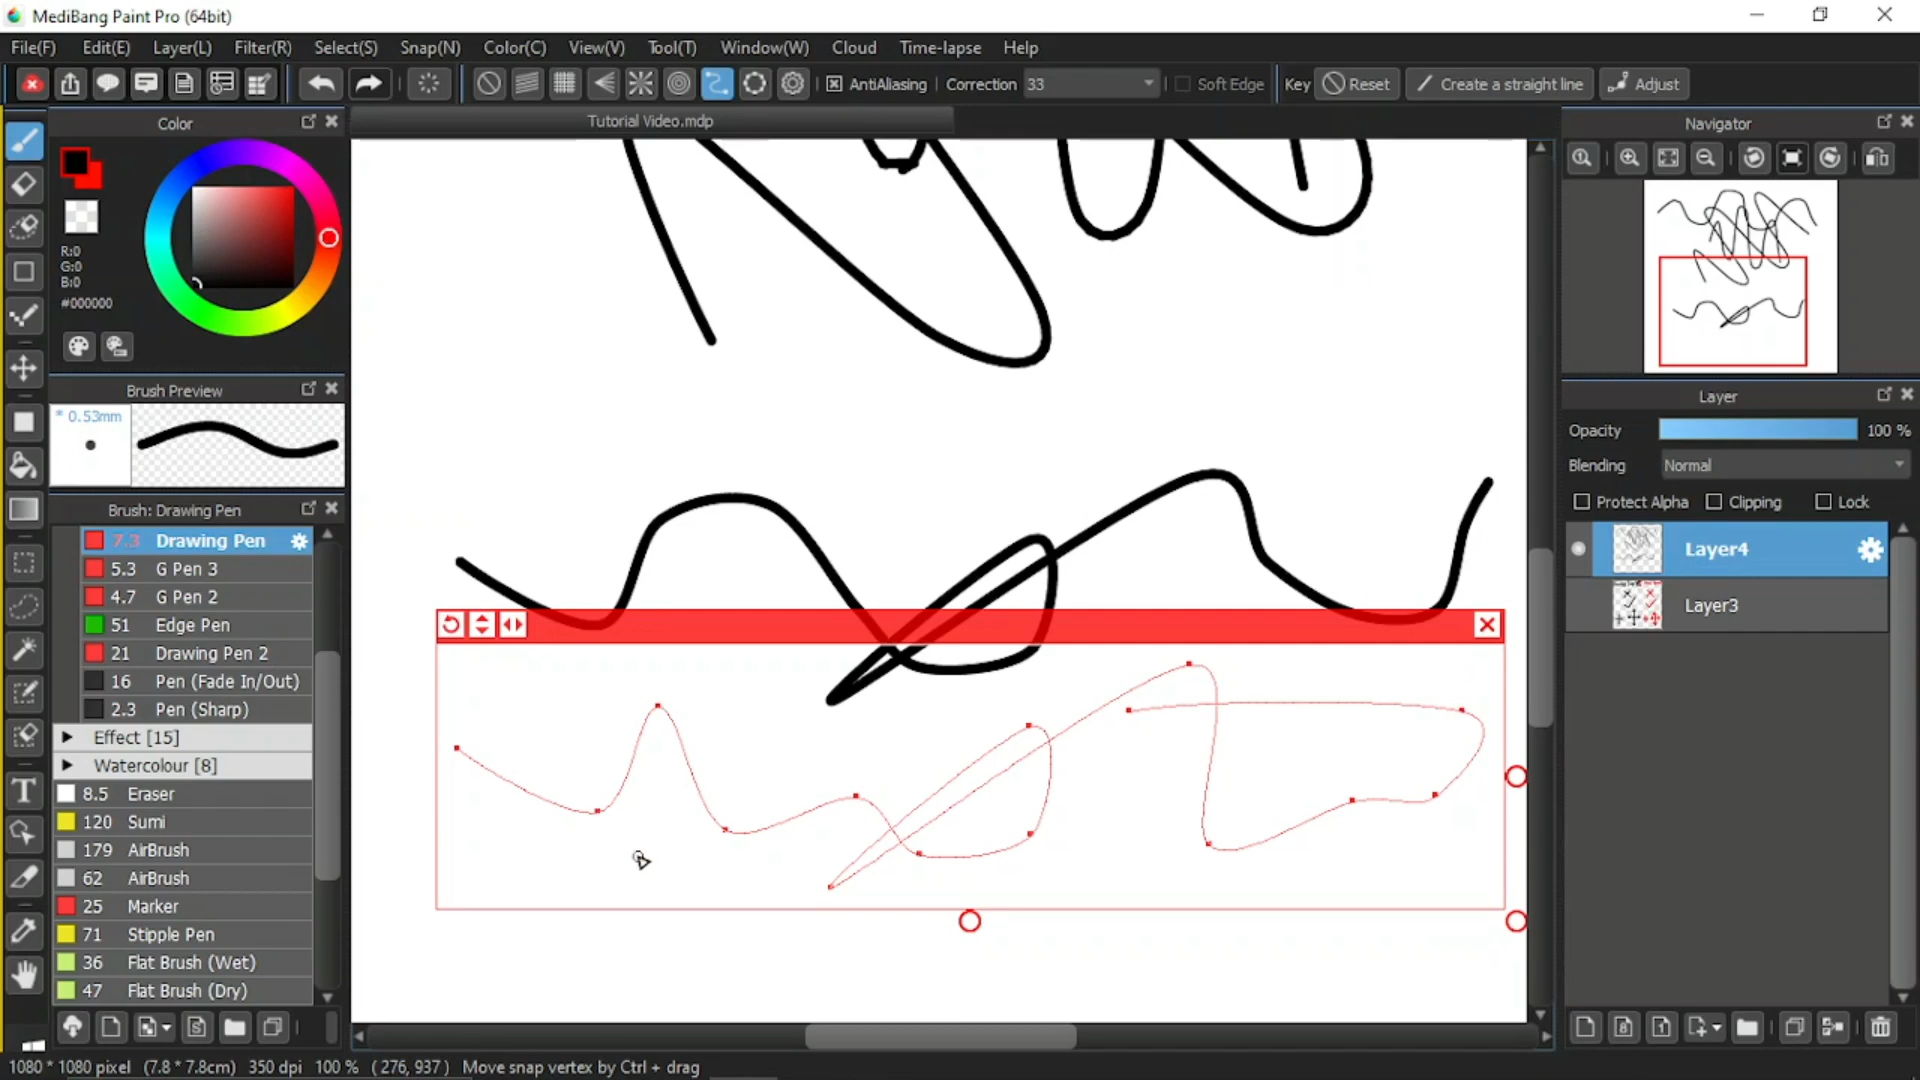 MediBang Paint Pro (64bit)
File(F) Edit(E) Layer(L) Filter(R) Select(S) Snap(N) Color(C) View(V) Tool(T) Window(W) Cloud Time-lapse Help
AntiAliasing Correction 33 Soft Edge Key Reset Create a straight line Adjust
Color
Tutorial Video.mdp
Navigator
R:0
G:0
B:0
#000000
Brush Preview
* 0.53mm
Layer
Opacity 100 %
Blending Normal
Protect Alpha Clipping Lock
Layer4
Layer3
Brush: Drawing Pen
7.3 Drawing Pen
5.3 G Pen 3
4.7 G Pen 2
51 Edge Pen
21 Drawing Pen 2
16 Pen (Fade In/Out)
2.3 Pen (Sharp)
Effect [15]
Watercolour [8]
8.5 Eraser
120 Sumi
179 AirBrush
62 AirBrush
25 Marker
71 Stipple Pen
36 Flat Brush (Wet)
47 Flat Brush (Dry)
1080 * 1080 pixel (7.8 * 7.8cm) 350 dpi 100 % ( 276, 937 ) Move snap vertex by Ctrl + drag